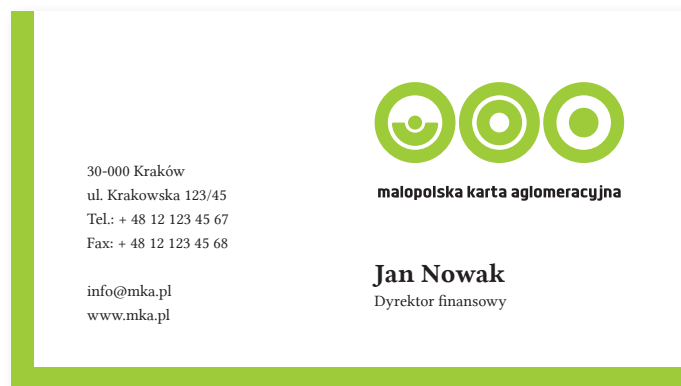 30-000 Kraków
ul. Krakowska 123/45
Tel.: + 48 12 123 45 67
Fax: + 48 12 123 45 68
info@mka.pl
www.mka.pl
malopolska karta aglomeracyjna
Jan Nowak
Dyrektor finansowy